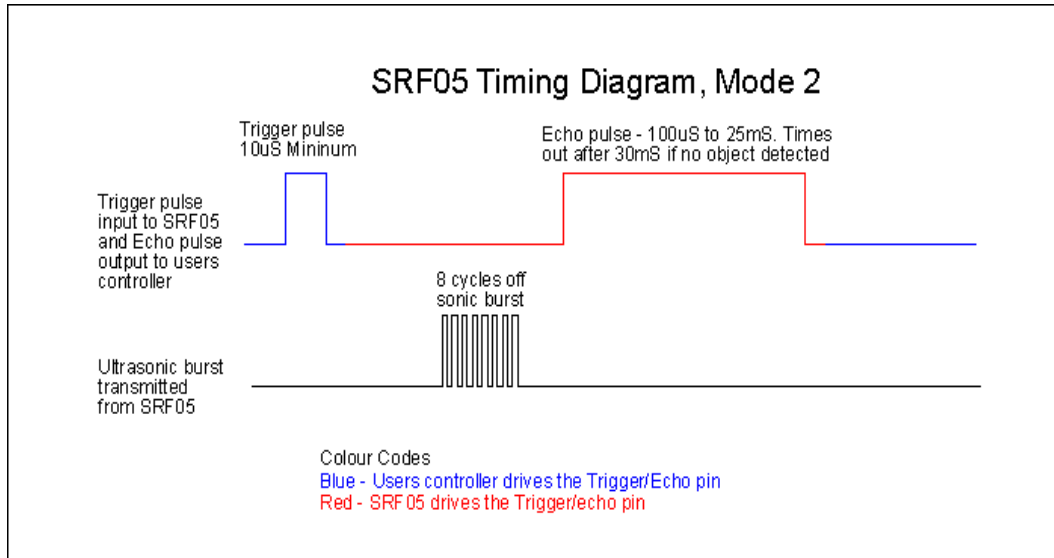 SRF05 Timing Diagram, Mode 2
Trigger pulse
10uS Mininum
Echo pulse - 100uS to 25mS. Times
out after 30mS if no object detected
Trigger pulse
input to SRF05
and Echo pulse
output to users
controller
8 cycles off
sonic burst
Ultrasonic burst
transmitted
from SRF05
Colour Codes
Blue - Users controller drives the Trigger/Echo pin
Red - SRF05 drives the Trigger/echo pin